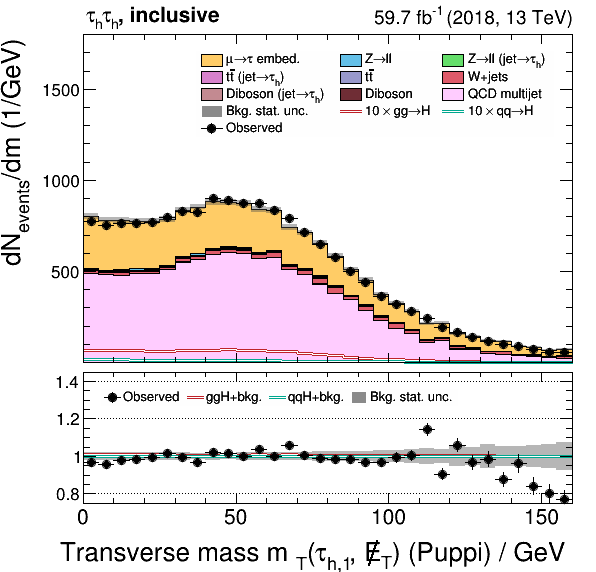 τhτh, inclusive 59.7 fb⁻¹ (2018, 13 TeV)
dNevents/dm (1/GeV)
1500
1000
500
μ→τ embed. Z→ll Z→ll (jet→τh)
tt̄ (jet→τh) tt̄ W+jets
Diboson (jet→τh) Diboson QCD multijet
Bkg. stat. unc. 10 × gg→H 10 × qq→H
Observed
1.4
1.2
1
0.8
Observed ggH+bkg. qqH+bkg. Bkg. stat. unc.
0 50 100 150
Transverse mass m T(τh,1, E̸T) (Puppi) / GeV